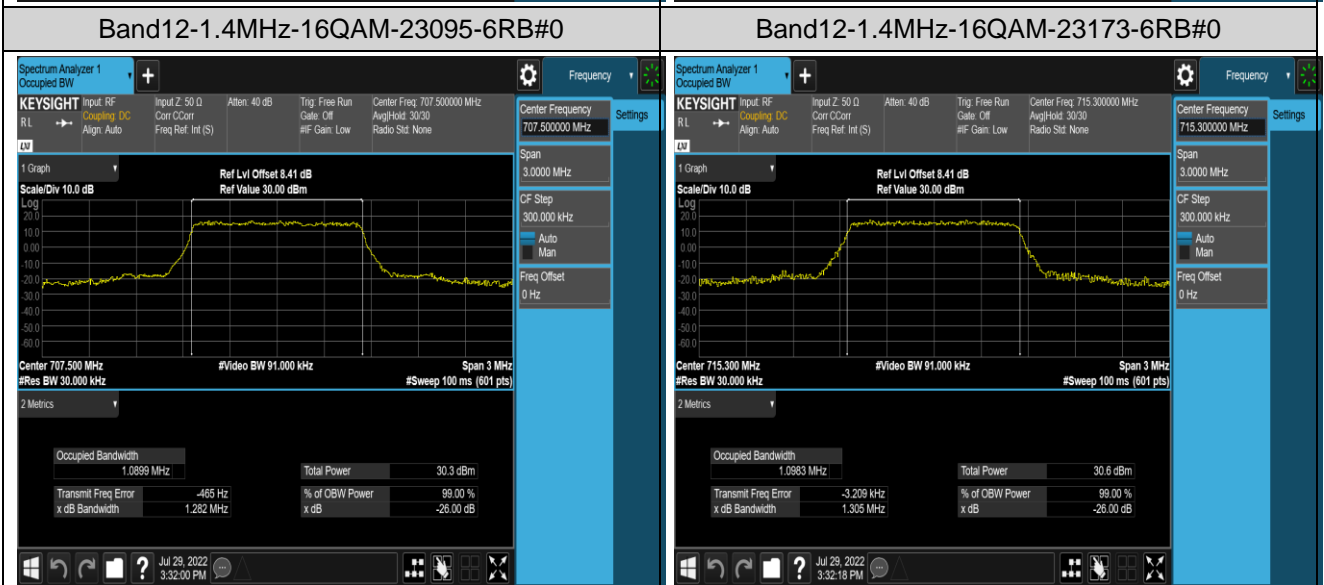 Band12-1.4MHz-16QAM-23095-6RB#0
Spectrum Analyzer 1
Occupied BW
Frequency
KEYSIGHT
Input: RF
Coupling: DC
Align: Auto
RL
LXI
Input Z: 50 Ω
Corr CCorr
Freq Ref: Int (S)
Atten: 40 dB
Trig: Free Run
Gate: Off
#IF Gain: Low
Center Freq: 707.500000 MHz
Avg|Hold: 30/30
Radio Std: None
Center Frequency
707.500000 MHz
Settings
Span
3.0000 MHz
CF Step
300.000 kHz
Auto
Man
Freq Offset
0 Hz
1 Graph
Scale/Div 10.0 dB
Ref Lvl Offset 8.41 dB
Ref Value 30.00 dBm
Log
20.0
10.0
0.00
-10.0
-20.0
-30.0
-40.0
-50.0
-60.0
Center 707.500 MHz
#Video BW 91.000 kHz
Span 3 MHz
#Res BW 30.000 kHz
#Sweep 100 ms (601 pts)
2 Metrics
Occupied Bandwidth
1.0899 MHz
Total Power 30.3 dBm
Transmit Freq Error -465 Hz
% of OBW Power 99.00 %
x dB Bandwidth 1.282 MHz
x dB -26.00 dB
Jul 29, 2022
3:32:00 PM
Band12-1.4MHz-16QAM-23173-6RB#0
Spectrum Analyzer 1
Occupied BW
Frequency
KEYSIGHT
Input: RF
Coupling: DC
Align: Auto
RL
LXI
Input Z: 50 Ω
Corr CCorr
Freq Ref: Int (S)
Atten: 40 dB
Trig: Free Run
Gate: Off
#IF Gain: Low
Center Freq: 715.300000 MHz
Avg|Hold: 30/30
Radio Std: None
Center Frequency
715.300000 MHz
Settings
Span
3.0000 MHz
CF Step
300.000 kHz
Auto
Man
Freq Offset
0 Hz
1 Graph
Scale/Div 10.0 dB
Ref Lvl Offset 8.41 dB
Ref Value 30.00 dBm
Log
20.0
10.0
0.00
-10.0
-20.0
-30.0
-40.0
-50.0
-60.0
Center 715.300 MHz
#Video BW 91.000 kHz
Span 3 MHz
#Res BW 30.000 kHz
#Sweep 100 ms (601 pts)
2 Metrics
Occupied Bandwidth
1.0983 MHz
Total Power 30.6 dBm
Transmit Freq Error -3.209 kHz
% of OBW Power 99.00 %
x dB Bandwidth 1.305 MHz
x dB -26.00 dB
Jul 29, 2022
3:32:18 PM